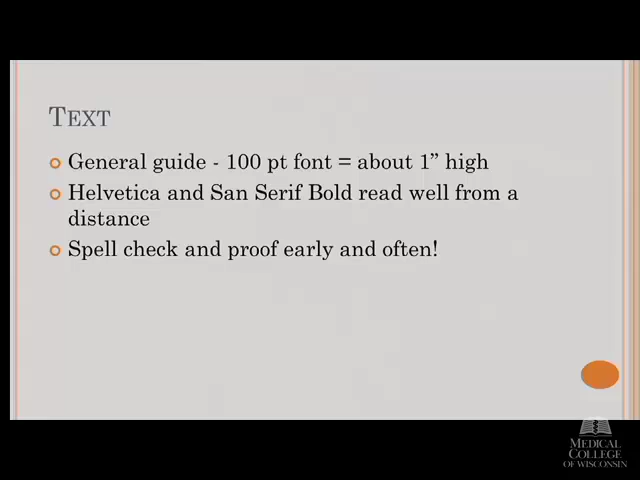 Text
General guide - 100 pt font = about 1” high
Helvetica and San Serif Bold read well from a
distance
Spell check and proof early and often!
Medical
College
of Wisconsin